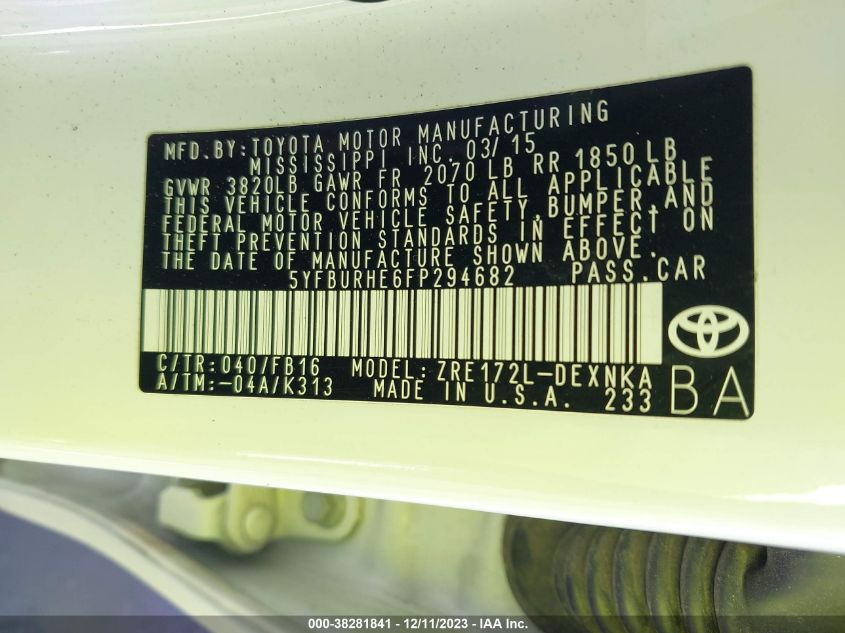 MFD.BY:TOYOTA MOTOR MANUFACTURING
MISSISSIPPI INC. 03/15
GVWR 3820LB GAWR FR 2070 LB RR 1850 LB
THIS VEHICLE CONFORMS TO ALL APPLICABLE
FEDERAL MOTOR VEHICLE SAFETY,BUMPER,AND
THEFT PREVENTION STANDARDS IN EFFECT ON
THE DATE OF MANUFACTURE SHOWN ABOVE.
5YFBURHE6FP294682 PASS.CAR
C/TR:040/FB16 MODEL:ZRE172L-DEXNKA
A/TM:-04A/K313 MADE IN U.S.A. 233
BA
000-38281841 - 12/11/2023 - IAA Inc.